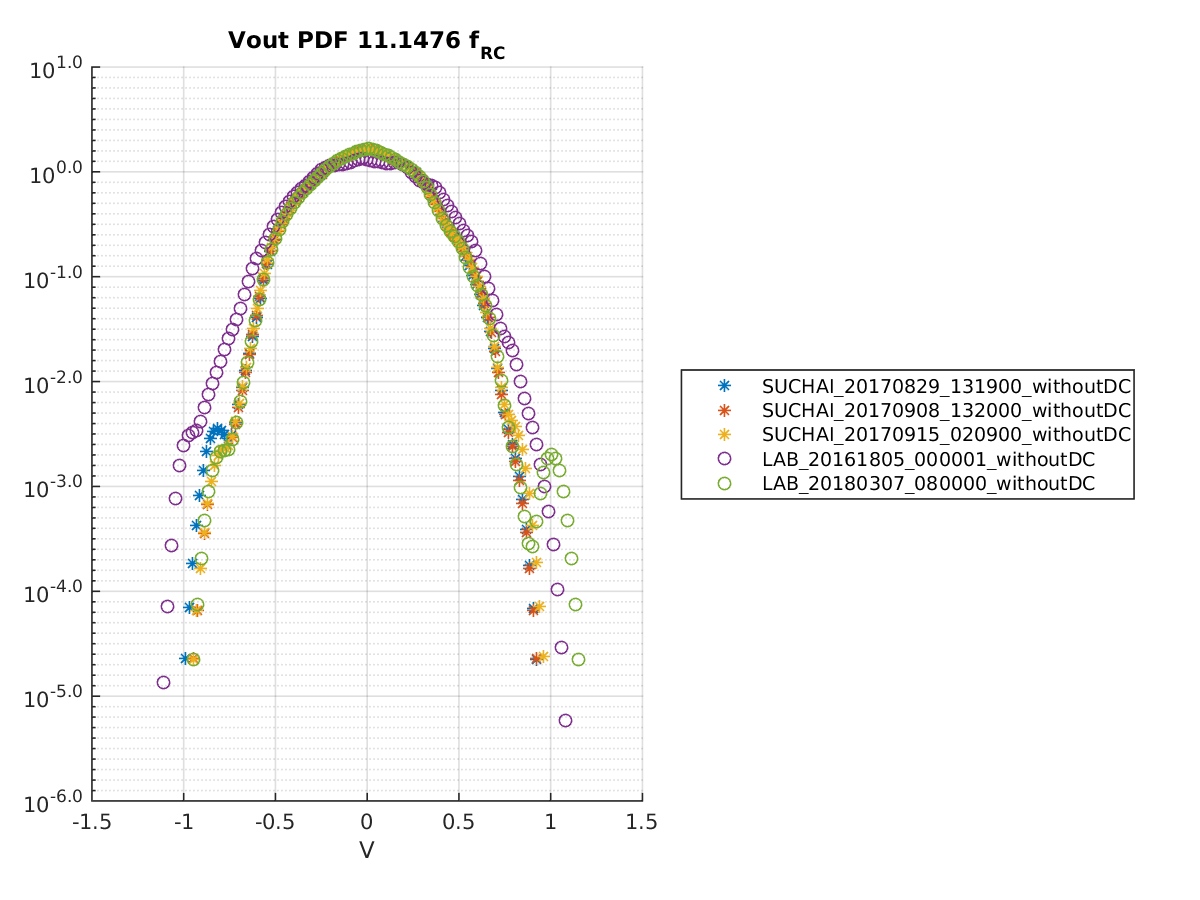 Vout PDF 11.1476 f_RC
10^1.0
10^0.0
10^-1.0
10^-2.0
10^-3.0
10^-4.0
10^-5.0
10^-6.0
-1.5 -1 -0.5 0 0.5 1 1.5
V
SUCHAI_20170829_131900_withoutDC
SUCHAI_20170908_132000_withoutDC
SUCHAI_20170915_020900_withoutDC
LAB_20161805_000001_withoutDC
LAB_20180307_080000_withoutDC